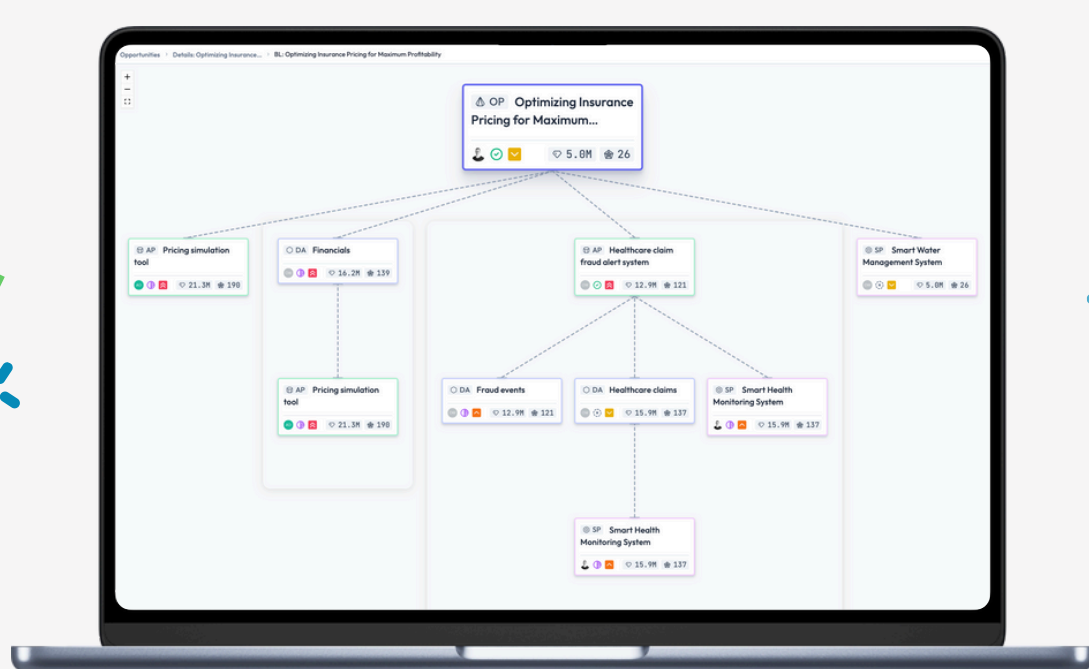 Opportunities › Details: Optimizing Insurance... › BL: Optimizing Insurance Pricing for Maximum Profitability
+
−
OP Optimizing Insurance
Pricing for Maximum...
5.0M 26
AP Pricing simulation
tool
21.3M 190
DA Financials
16.2M 139
AP Healthcare claim
fraud alert system
12.9M 121
SP Smart Water
Management System
5.0M 26
AP Pricing simulation
tool
21.3M 190
DA Fraud events
12.9M 121
DA Healthcare claims
15.9M 137
SP Smart Health
Monitoring System
15.9M 137
SP Smart Health
Monitoring System
15.9M 137